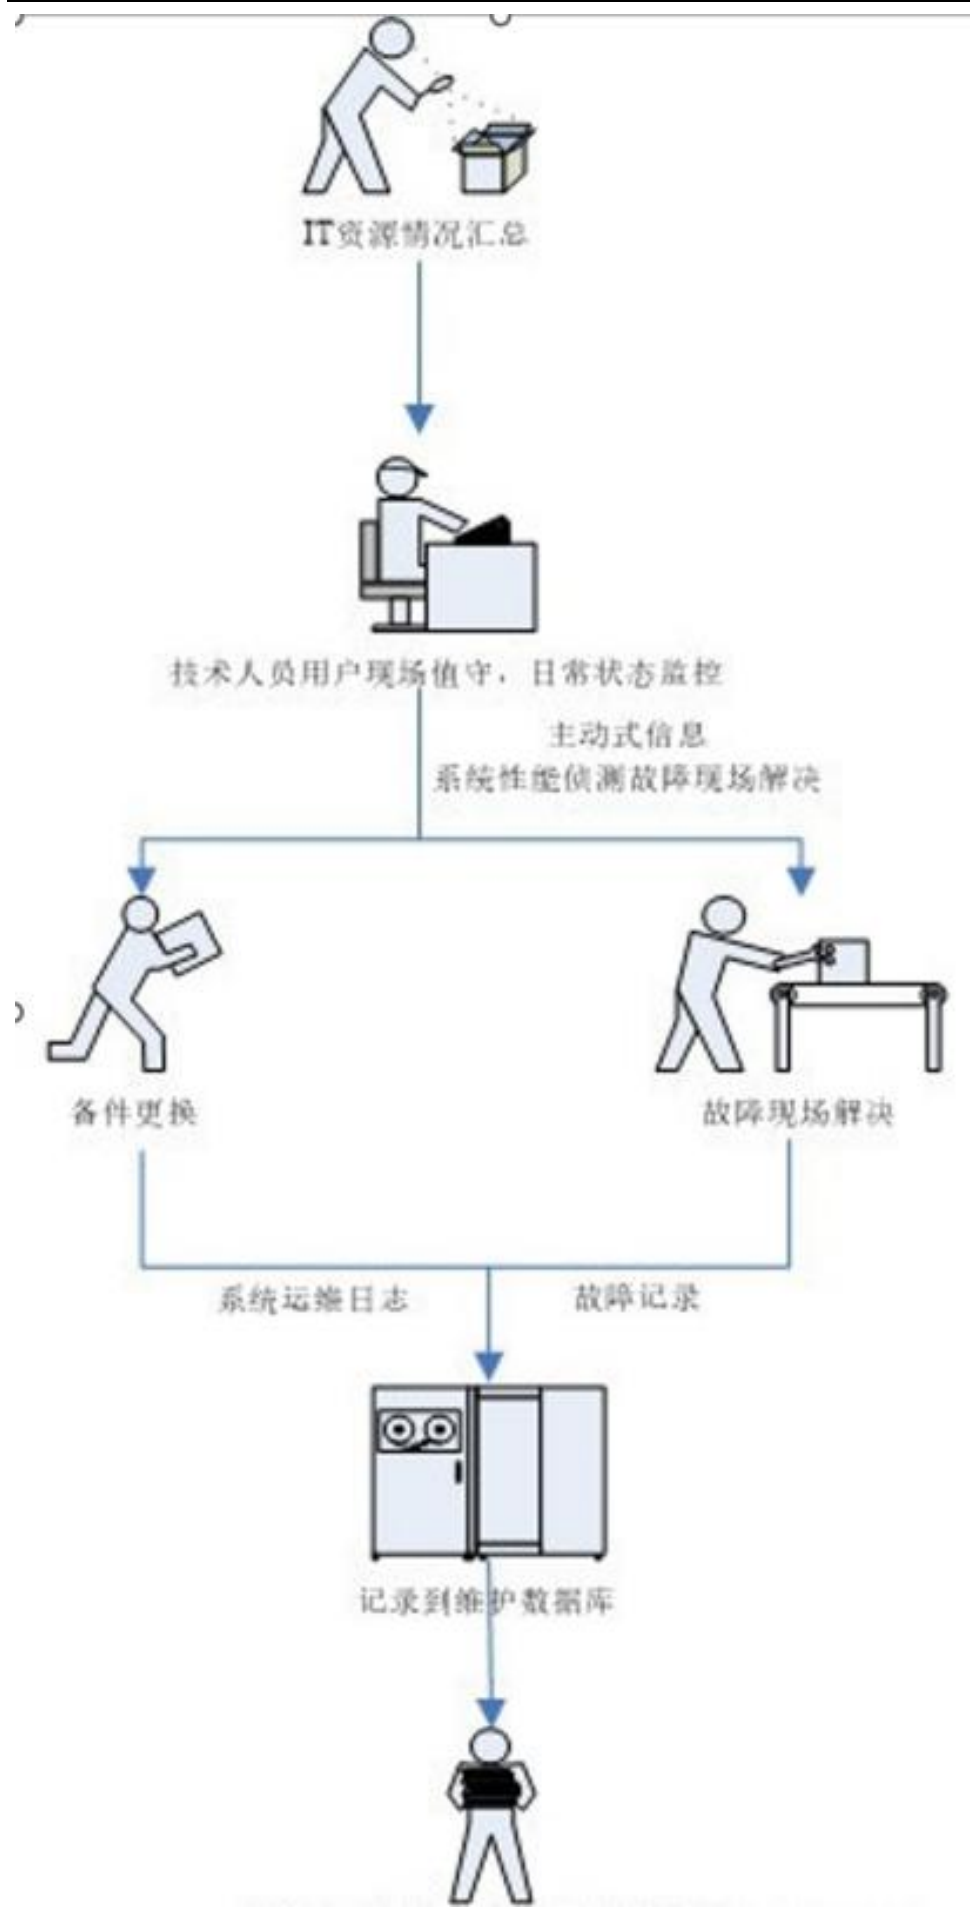 IT资源情况汇总
技术人员用户现场值守，日常状态监控
主动式信息
系统性能侦测故障现场解决
备件更换
故障现场解决
系统运维日志
故障记录
记录到维护数据库